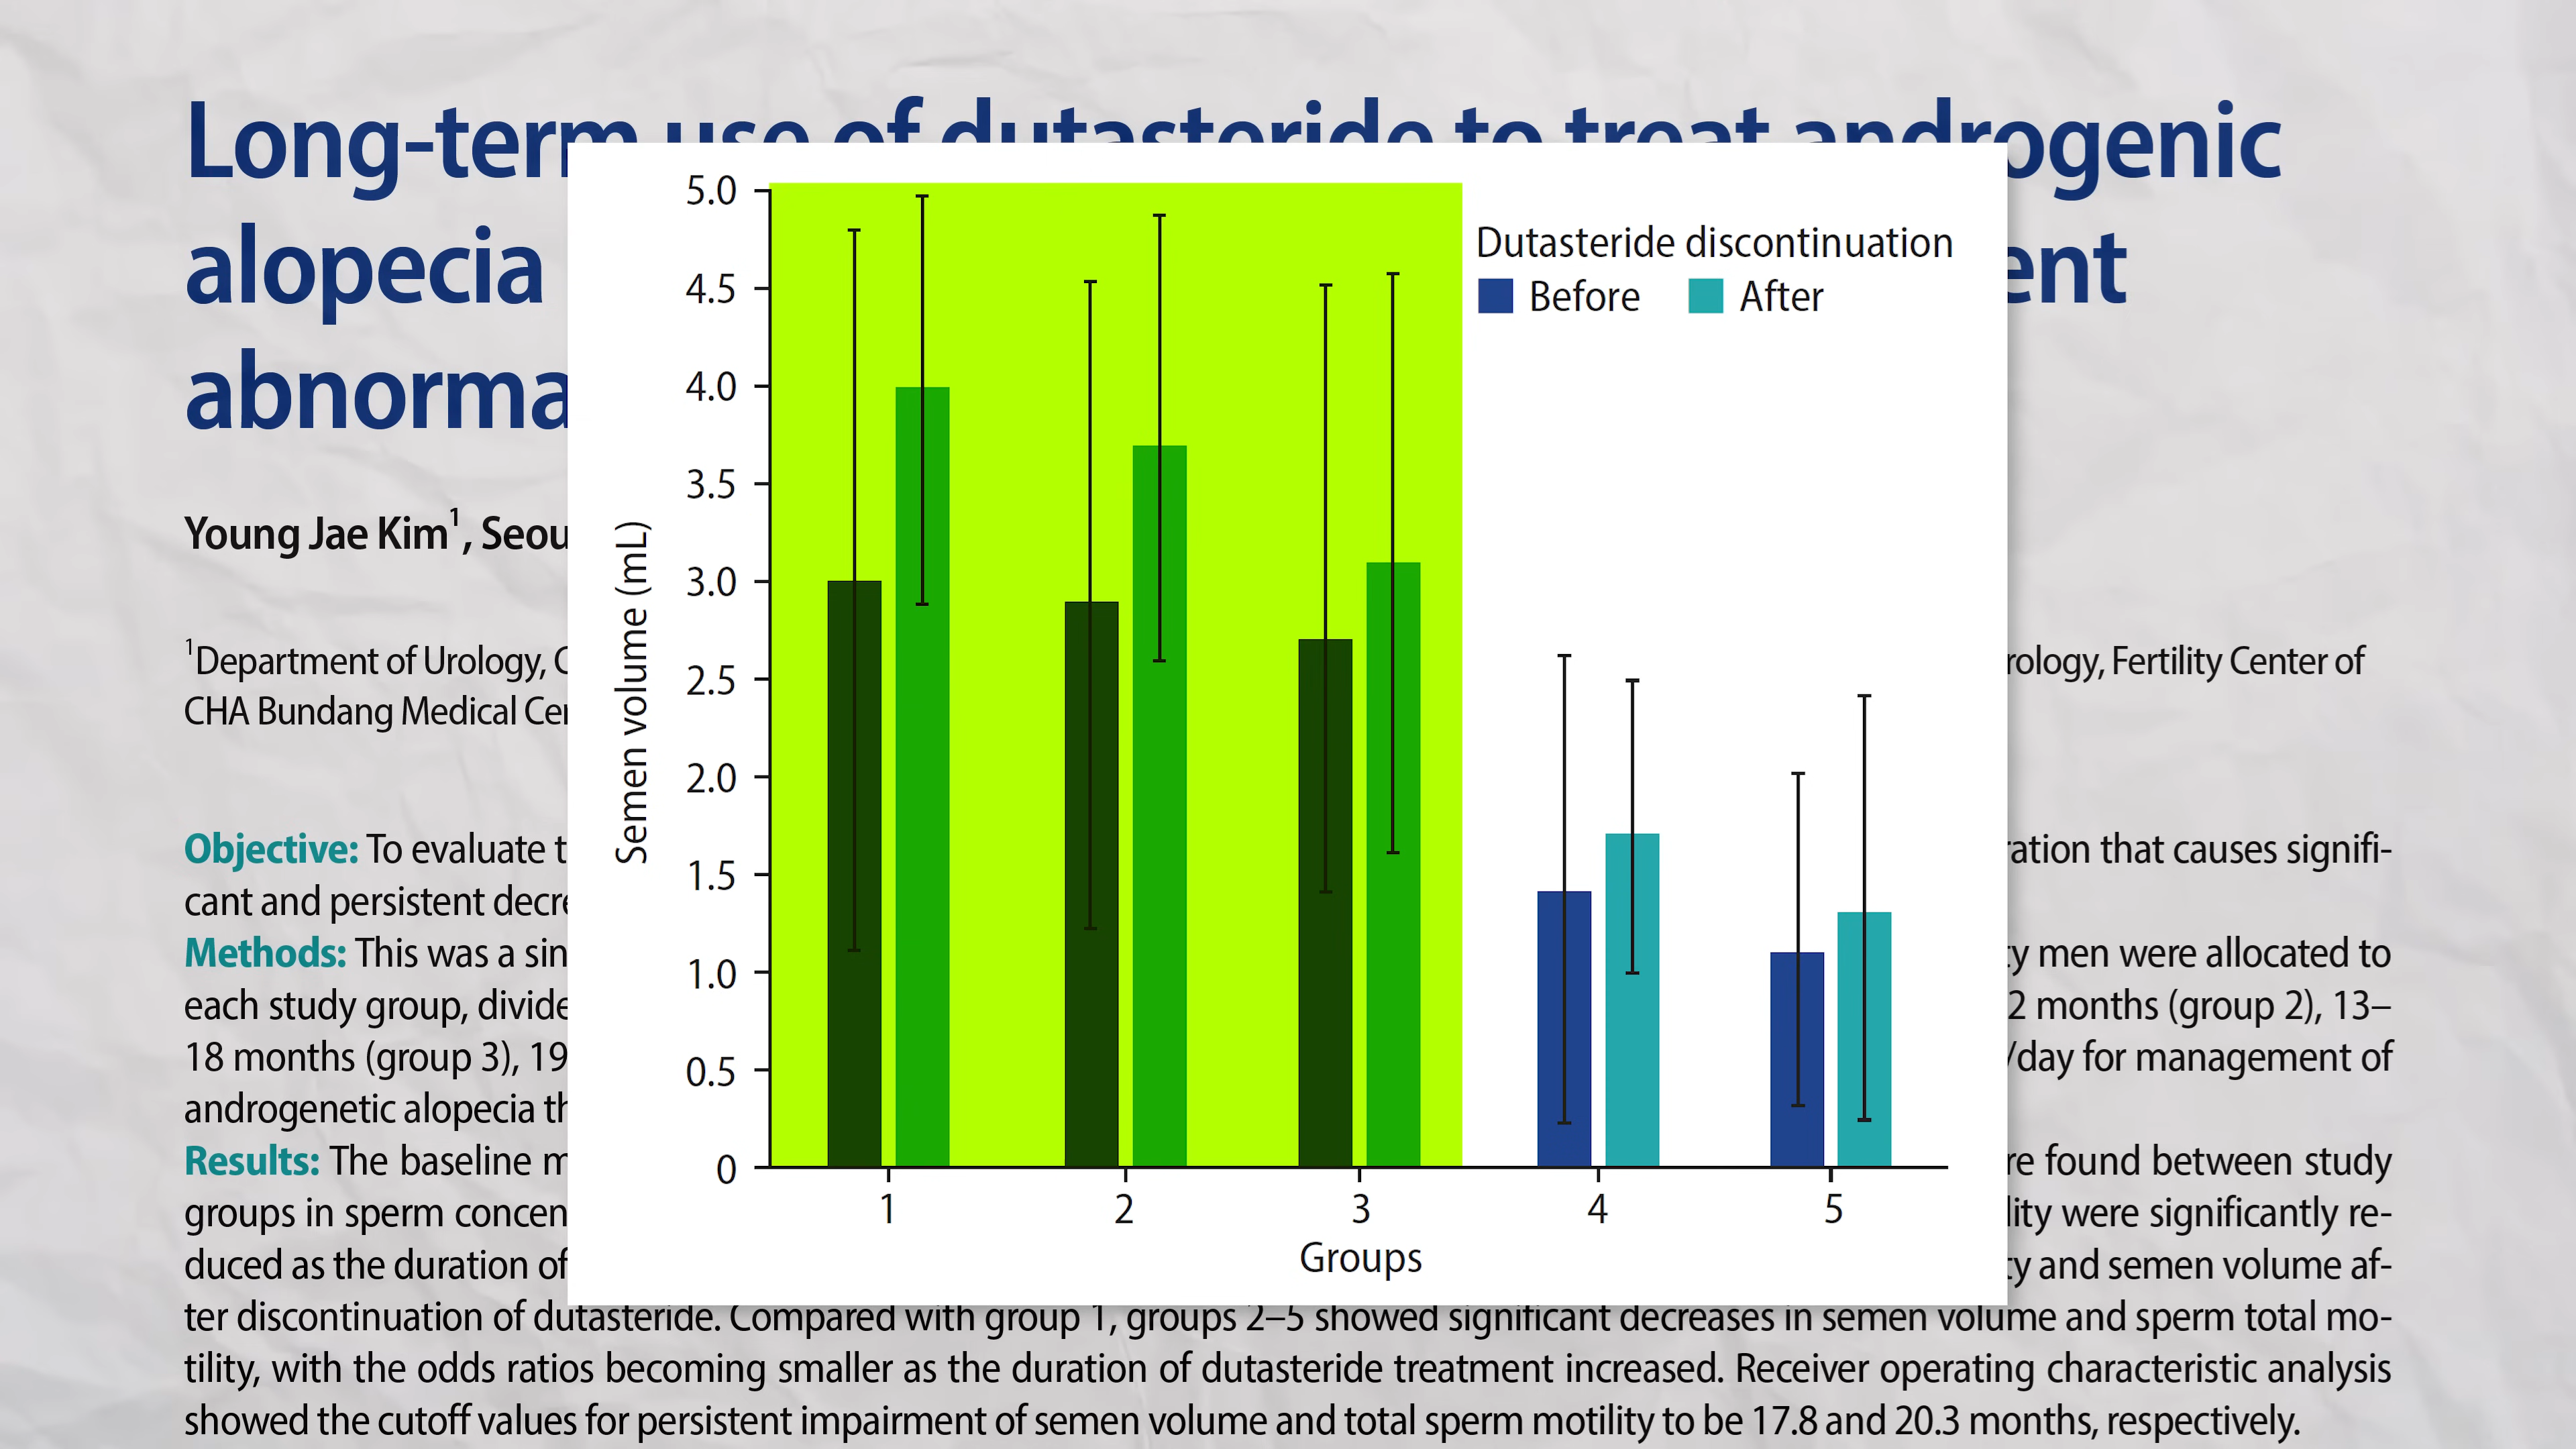 Long-term use of dutasteride to treat androgenic
alopecia
ent
abnorma
Young Jae Kim1, Seou
1Department of Urology, C
rology, Fertility Center of
CHA Bundang Medical Cen
Objective: To evaluate t
ration that causes signifi-
cant and persistent decre
Methods: This was a sin
ty men were allocated to
each study group, divide
2 months (group 2), 13–
18 months (group 3), 19
/day for management of
androgenetic alopecia th
Results: The baseline m
re found between study
groups in sperm concen
lity were significantly re-
duced as the duration of
ty and semen volume af-
ter discontinuation of dutasteride. Compared with group 1, groups 2–5 showed significant decreases in semen volume and sperm total mo-
tility, with the odds ratios becoming smaller as the duration of dutasteride treatment increased. Receiver operating characteristic analysis
showed the cutoff values for persistent impairment of semen volume and total sperm motility to be 17.8 and 20.3 months, respectively.
Dutasteride discontinuation
Before After
Semen volume (mL)
5.0
4.5
4.0
3.5
3.0
2.5
2.0
1.5
1.0
0.5
0
1 2 3 4 5
Groups